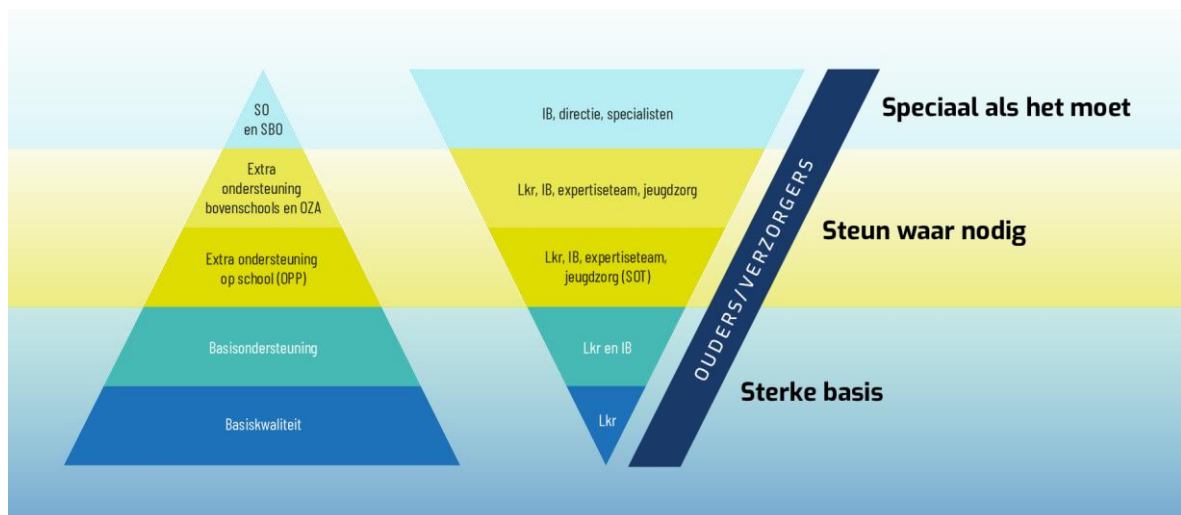 SO
en SBO
Extra
ondersteuning
bovenschools en OZA
Extra ondersteuning
op school (OPP)
Basisondersteuning
Basiskwaliteit
IB, directie, specialisten
Lkr, IB, expertiseteam, jeugdzorg
Lkr, IB, expertiseteam,
jeugdzorg (SOT)
Lkr en IB
Lkr
OUDERS/VERZORGERS
Speciaal als het moet
Steun waar nodig
Sterke basis